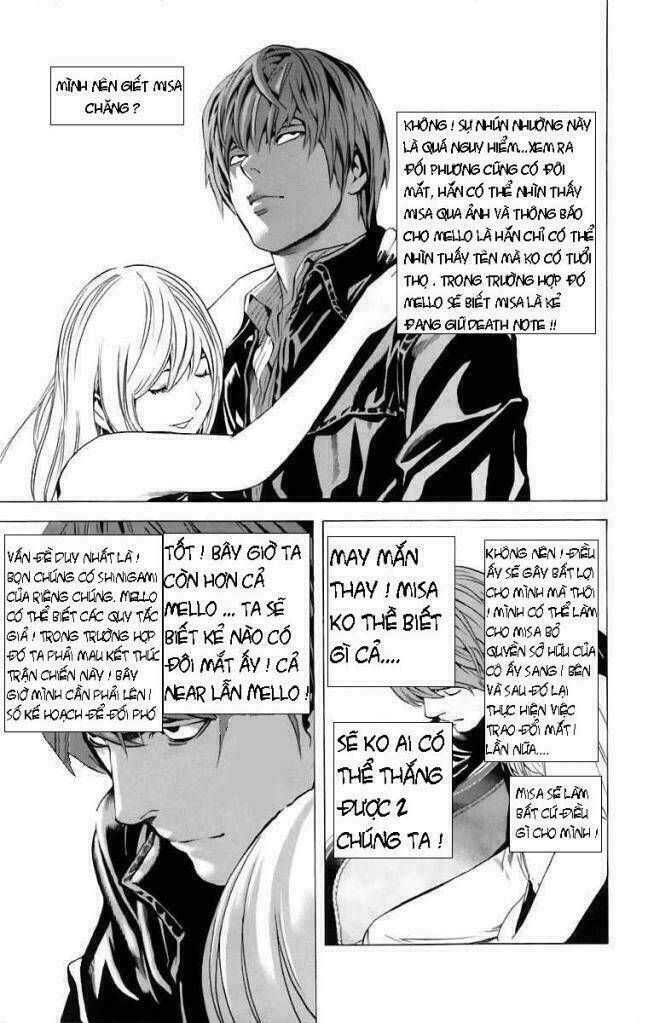 MÌNH NÊN GIẾT MISA
CHĂNG ?
KHÔNG ! SỰ NHÚN NHƯỜNG NÀY
LÀ QUÁ NGUY HIỂM...XEM RA
ĐỐI PHƯƠNG CŨNG CÓ ĐÔI
MẮT, HẮN CÓ THỂ NHÌN THẤY
MISA QUA ẢNH VÀ THÔNG BÁO
CHO MELLO LÀ HẮN CHỈ CÓ THỂ
NHÌN THẤY TÊN MÀ KO CÓ TUỔI
THỌ . TRONG TRƯỜNG HỢP ĐÓ
MELLO SẼ BIẾT MISA LÀ KẺ
ĐANG GIỮ DEATH NOTE !!
KHÔNG NÊN ! ĐIỀU
ẤY SẼ GÂY BẤT LỢI
CHO MÌNH MÀ THÔI
! MÌNH CÓ THỂ LÀM
CHO MISA BỎ
QUYỀN SỞ HỮU CỦA
CÔ ẤY SANG 1 BÊN
VÀ SAU ĐÓ LẠI
THỰC HIỆN VIỆC
TRAO ĐỔI MẮT 1
LẦN NỮA....
MISA SẼ LÀM
BẤT CỨ ĐIỀU
GÌ CHO MÌNH !
MAY MẮN
THAY ! MISA
KO THỀ BIẾT
GÌ CẢ....
SẼ KO AI CÓ
THỂ THẮNG
ĐƯỢC 2
CHÚNG TA !
TỐT ! BÂY GIỜ TA
CÒN HƠN CẢ
MELLO ... TA SẼ
BIẾT KẺ NÀO CÓ
ĐÔI MẮT ẤY ! CẢ
NEAR LẪN MELLO !
VẤN ĐỀ DUY NHẤT LÀ !
BỌN CHÚNG CÓ SHINIGAMI
CỦA RIÊNG CHÚNG. MELLO
CÓ THỂ BIẾT CÁC QUY TẮC
GIẢ ! TRONG TRƯỜNG HỢP
ĐÓ TA PHẢI MAU KẾT THÚC
TRẬN CHIẾN NÀY ! BÂY
GIỜ MÌNH CẦN PHẢI LÊN 1
SỐ KẾ HOẠCH ĐỂ ĐỐI PHÓ